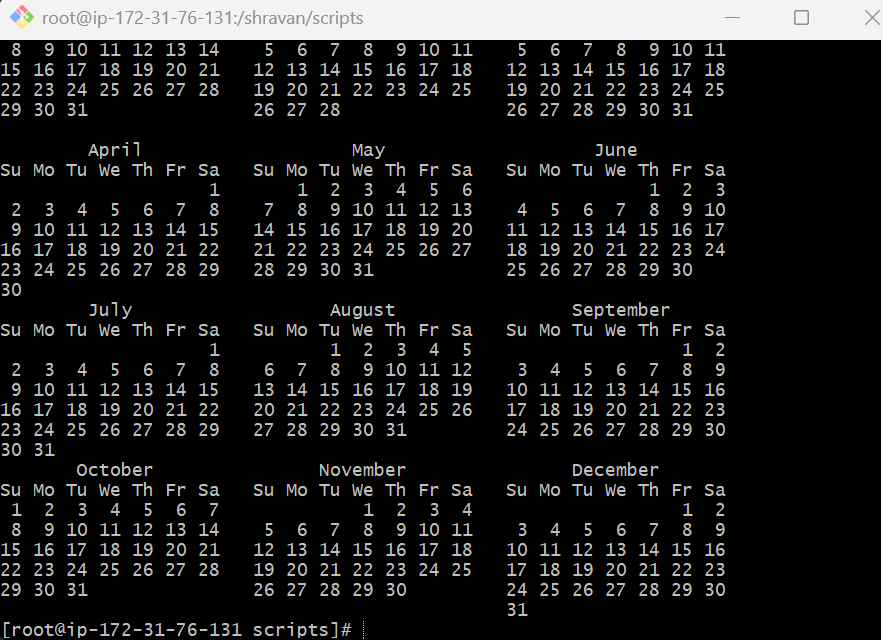 root@ip-172-31-76-131:/shravan/scripts
 8  9 10 11 12 13 14    5  6  7  8  9 10 11    5  6  7  8  9 10 11
15 16 17 18 19 20 21   12 13 14 15 16 17 18   12 13 14 15 16 17 18
22 23 24 25 26 27 28   19 20 21 22 23 24 25   19 20 21 22 23 24 25
29 30 31               26 27 28               26 27 28 29 30 31

        April                   May                   June
Su Mo Tu We Th Fr Sa   Su Mo Tu We Th Fr Sa   Su Mo Tu We Th Fr Sa
                   1       1  2  3  4  5  6                1  2  3
 2  3  4  5  6  7  8    7  8  9 10 11 12 13    4  5  6  7  8  9 10
 9 10 11 12 13 14 15   14 15 16 17 18 19 20   11 12 13 14 15 16 17
16 17 18 19 20 21 22   21 22 23 24 25 26 27   18 19 20 21 22 23 24
23 24 25 26 27 28 29   28 29 30 31            25 26 27 28 29 30
30
        July                  August                September
Su Mo Tu We Th Fr Sa   Su Mo Tu We Th Fr Sa   Su Mo Tu We Th Fr Sa
                   1          1  2  3  4  5                   1  2
 2  3  4  5  6  7  8    6  7  8  9 10 11 12    3  4  5  6  7  8  9
 9 10 11 12 13 14 15   13 14 15 16 17 18 19   10 11 12 13 14 15 16
16 17 18 19 20 21 22   20 21 22 23 24 25 26   17 18 19 20 21 22 23
23 24 25 26 27 28 29   27 28 29 30 31         24 25 26 27 28 29 30
30 31
       October               November               December
Su Mo Tu We Th Fr Sa   Su Mo Tu We Th Fr Sa   Su Mo Tu We Th Fr Sa
 1  2  3  4  5  6  7             1  2  3  4                   1  2
 8  9 10 11 12 13 14    5  6  7  8  9 10 11    3  4  5  6  7  8  9
15 16 17 18 19 20 21   12 13 14 15 16 17 18   10 11 12 13 14 15 16
22 23 24 25 26 27 28   19 20 21 22 23 24 25   17 18 19 20 21 22 23
29 30 31               26 27 28 29 30         24 25 26 27 28 29 30
                                              31
[root@ip-172-31-76-131 scripts]#